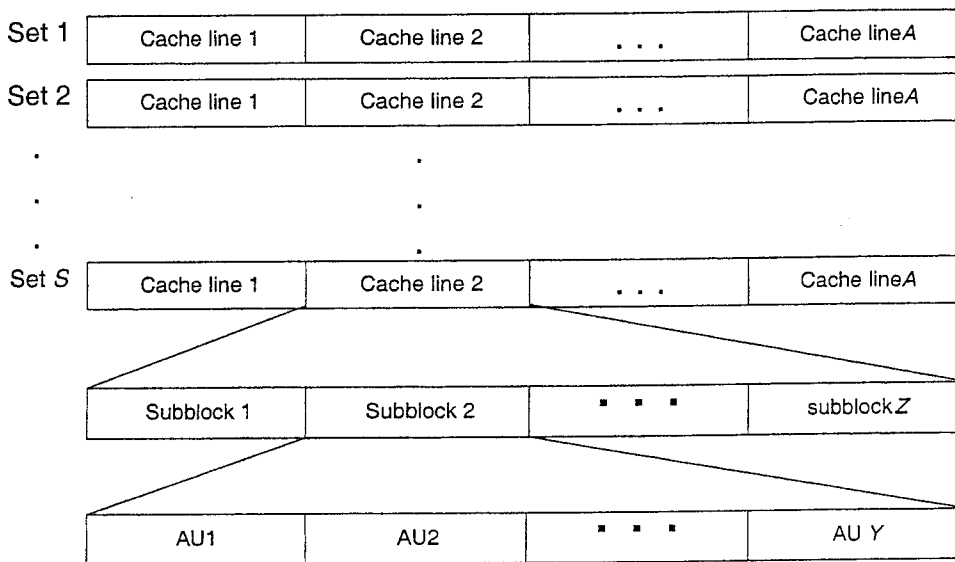 Set 1 Cache line 1 Cache line 2 . . . Cache lineA
Set 2 Cache line 1 Cache line 2 . . . Cache lineA
.
.
.
.
.
.
Set S Cache line 1 Cache line 2 . . . Cache lineA
Subblock 1 Subblock 2 . . . subblockZ
AU1 AU2 . . . AU Y